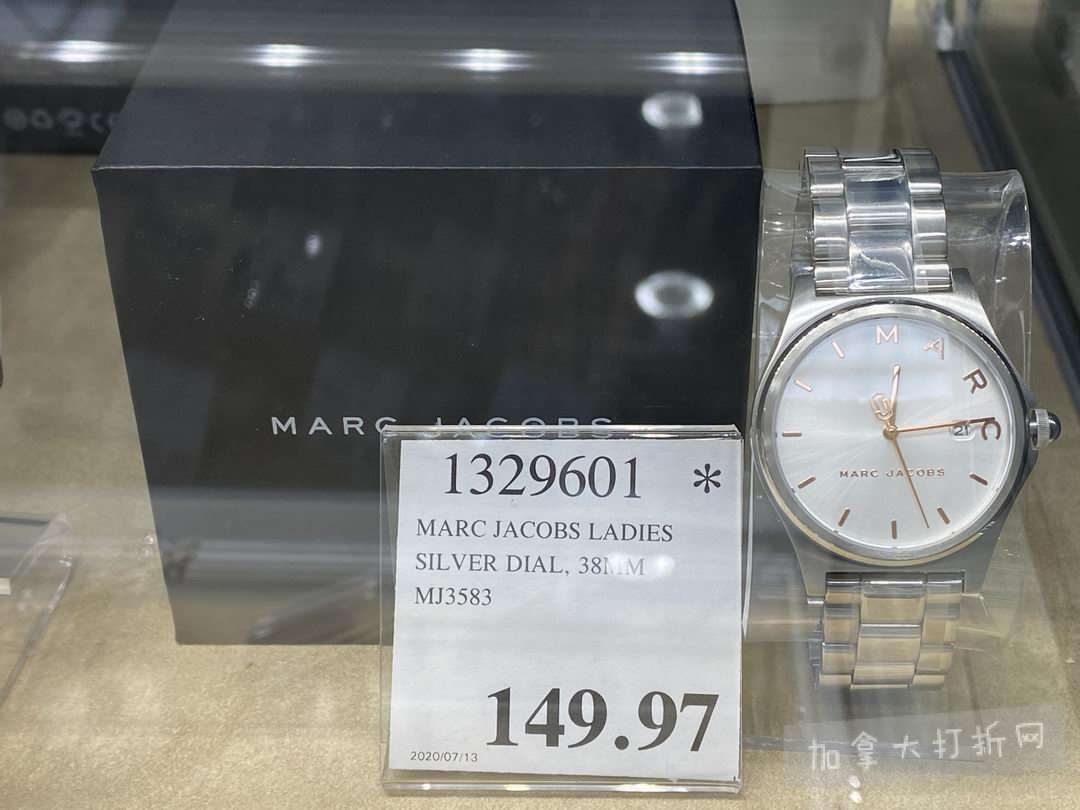 MARC JACOBS
1329601 *
MARC JACOBS LADIES
SILVER DIAL, 38MM
MJ3583
149.97
2020/07/13
MARC
21
MARC JACOBS
加拿大打折网